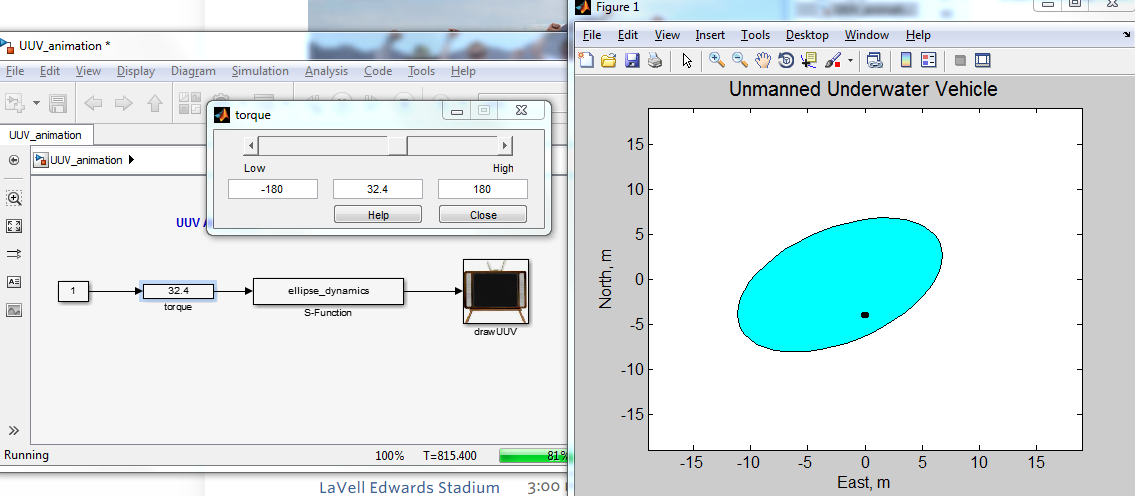 UUV_animation *
File Edit View Display Diagram Simulation Analysis Code Tools Help
UUV_animation
UUV_animation
torque
Low High
-180 32.4 180
Help Close
UUV
1
32.4
torque
ellipse_dynamics
S-Function
drawUUV
Running 100% T=815.400 81%
LaVell Edwards Stadium 3:00
Figure 1
File Edit View Insert Tools Desktop Window Help
Unmanned Underwater Vehicle
North, m
15
10
5
0
-5
-10
-15
-15 -10 -5 0 5 10 15
East, m